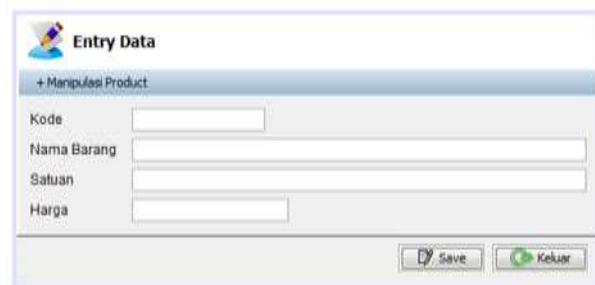 Entry Data
+ Manipulasi Product
Kode
Nama Barang
Satuan
Harga
Save Keluar